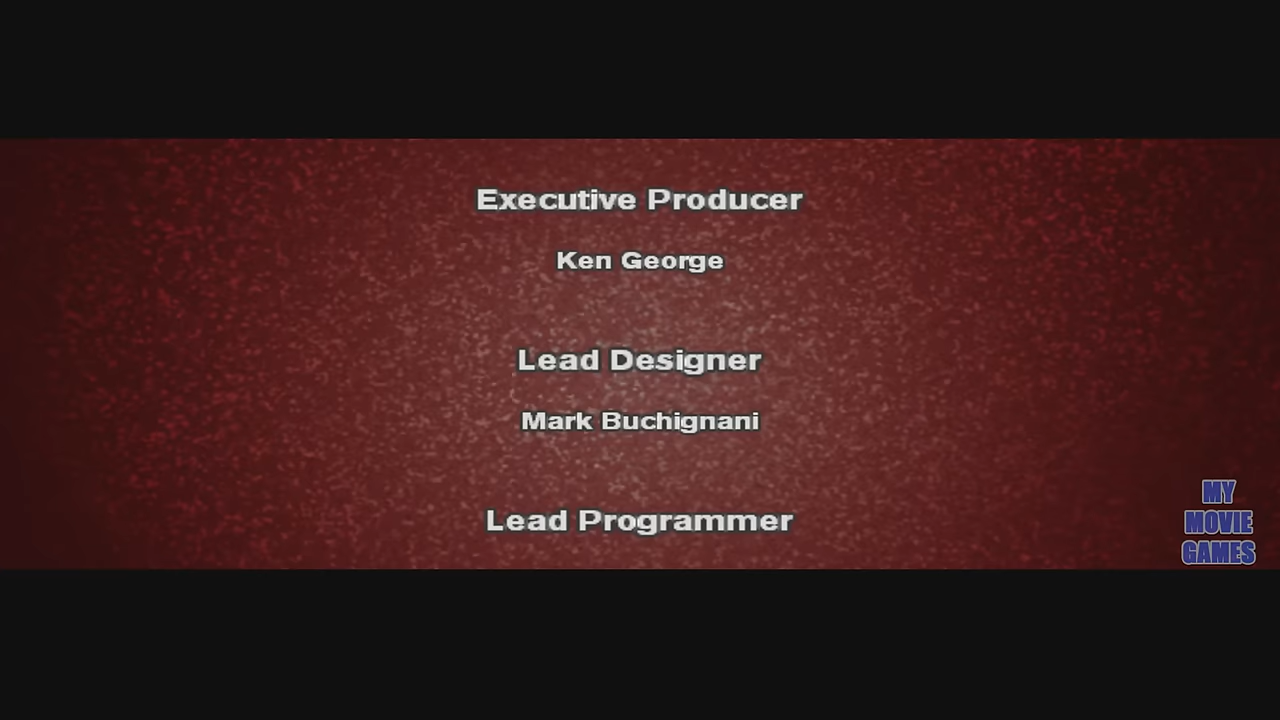 Executive Producer
Ken George
Lead Designer
Mark Buchignani
Lead Programmer
MY
MOVIE
GAMES